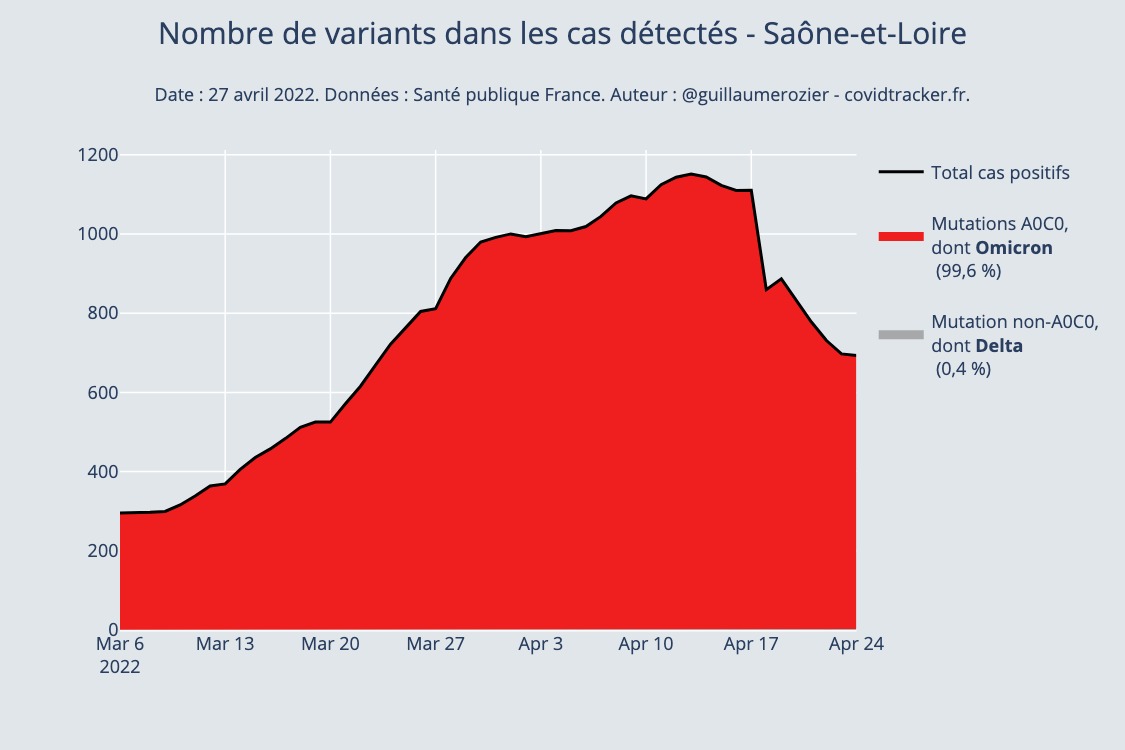 Nombre de variants dans les cas détectés - Saône-et-Loire
Date : 27 avril 2022. Données : Santé publique France. Auteur : @guillaumerozier - covidtracker.fr.
1200
1000
800
600
400
200
0
Mar 6
2022
Mar 13
Mar 20
Mar 27
Apr 3
Apr 10
Apr 17
Apr 24
Total cas positifs
Mutations A0C0,
dont Omicron
(99,6 %)
Mutation non-A0C0,
dont Delta
(0,4 %)